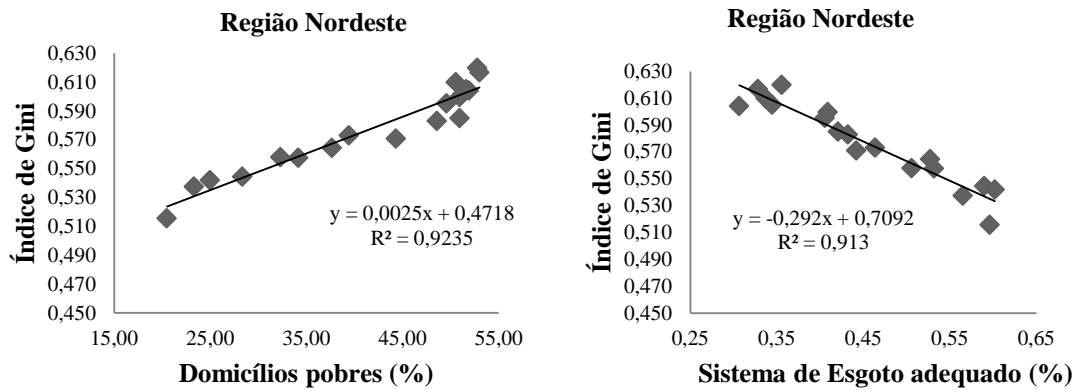 Região Nordeste
Índice de Gini
0,630
0,610
0,590
0,570
0,550
0,530
0,510
0,490
0,470
0,450
y = 0,0025x + 0,4718
R² = 0,9235
15,00 25,00 35,00 45,00 55,00
Domicílios pobres (%)
Região Nordeste
Índice de Gini
0,630
0,610
0,590
0,570
0,550
0,530
0,510
0,490
0,470
0,450
y = -0,292x + 0,7092
R² = 0,913
0,25 0,35 0,45 0,55 0,65
Sistema de Esgoto adequado (%)